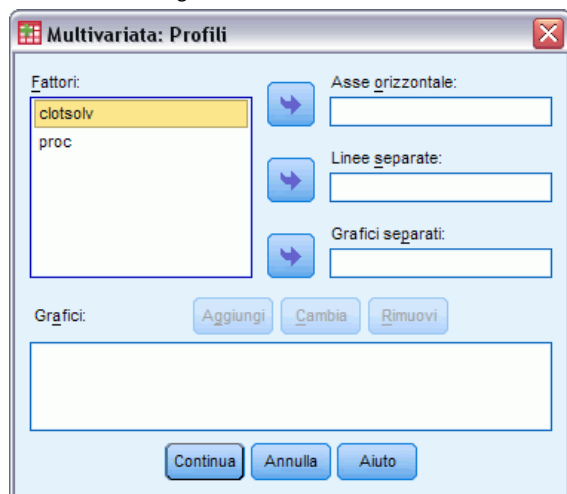 Multivariata: Profili
Fattori:
clotsolv
proc
Asse orizzontale:
Linee separate:
Grafici separati:
Grafici:
Aggiungi
Cambia
Rimuovi
Continua
Annulla
Aiuto